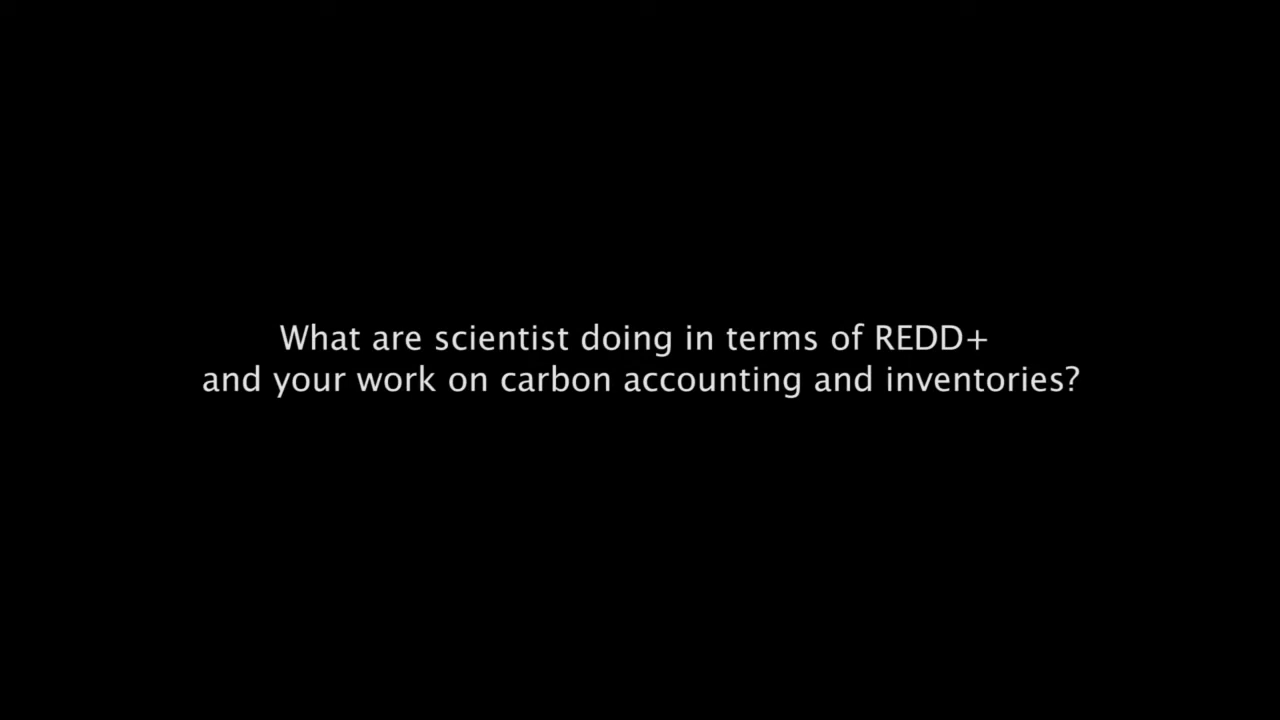 What are scientist doing in terms of REDD+
and your work on carbon accounting and inventories?